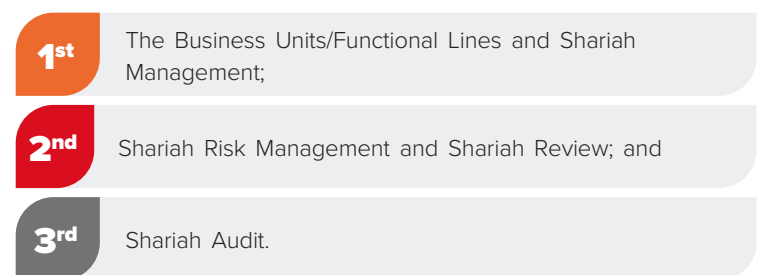 1st
The Business Units/Functional Lines and Shariah
Management;
2nd
Shariah Risk Management and Shariah Review; and
3rd
Shariah Audit.